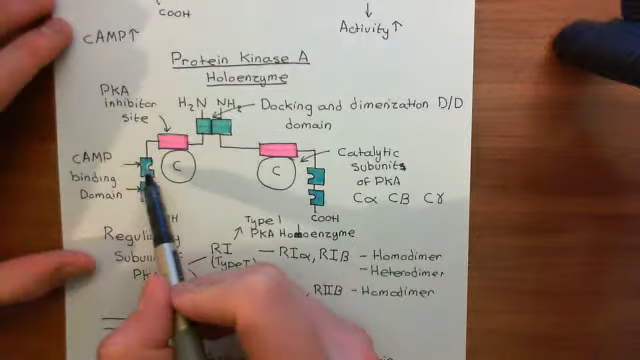 COOH
cAMP↑
Activity↑
Protein Kinase A
Holoenzyme
PKA
inhibitor
site
H₂N NH₂
Docking and dimerization D/D
domain
C
C
CAMP
binding
Domain
Catalytic
subunits
of PKA
Cα Cβ Cγ
COOH
Type I
PKA Holoenzyme
RI
(Type I)
RIα, RIβ - Homodimer
- Heterodimer
RIIβ - Homodimer